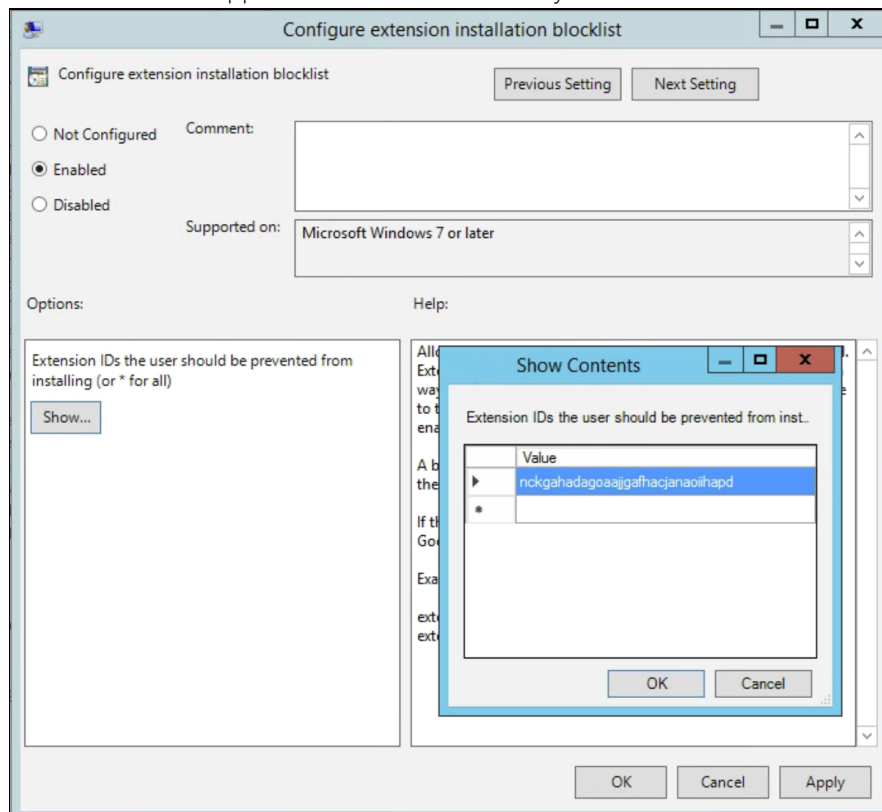 Configure extension installation blocklist
Configure extension installation blocklist
Previous Setting
Next Setting
Not Configured
Comment:
Enabled
Disabled
Supported on:
Microsoft Windows 7 or later
Options:
Help:
Extension IDs the user should be prevented from
installing (or * for all)
Show...
Show Contents
Extension IDs the user should be prevented from inst..
Value
nckgahadagoaajjgafhacjanaoiihapd
*
OK
Cancel
A b
the
OK
Cancel
Apply